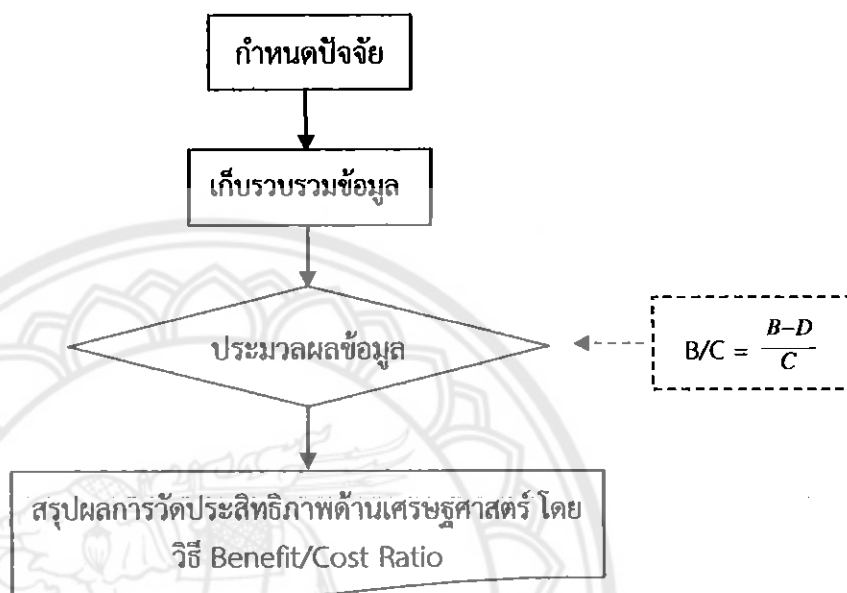 กำหนดปัจจัย
เก็บรวบรวมข้อมูล
ประมวลผลข้อมูล
B/C = \frac{B-D}{C}
สรุปผลการวัดประสิทธิภาพด้านเศรษฐศาสตร์ โดย
วิธี Benefit/Cost Ratio